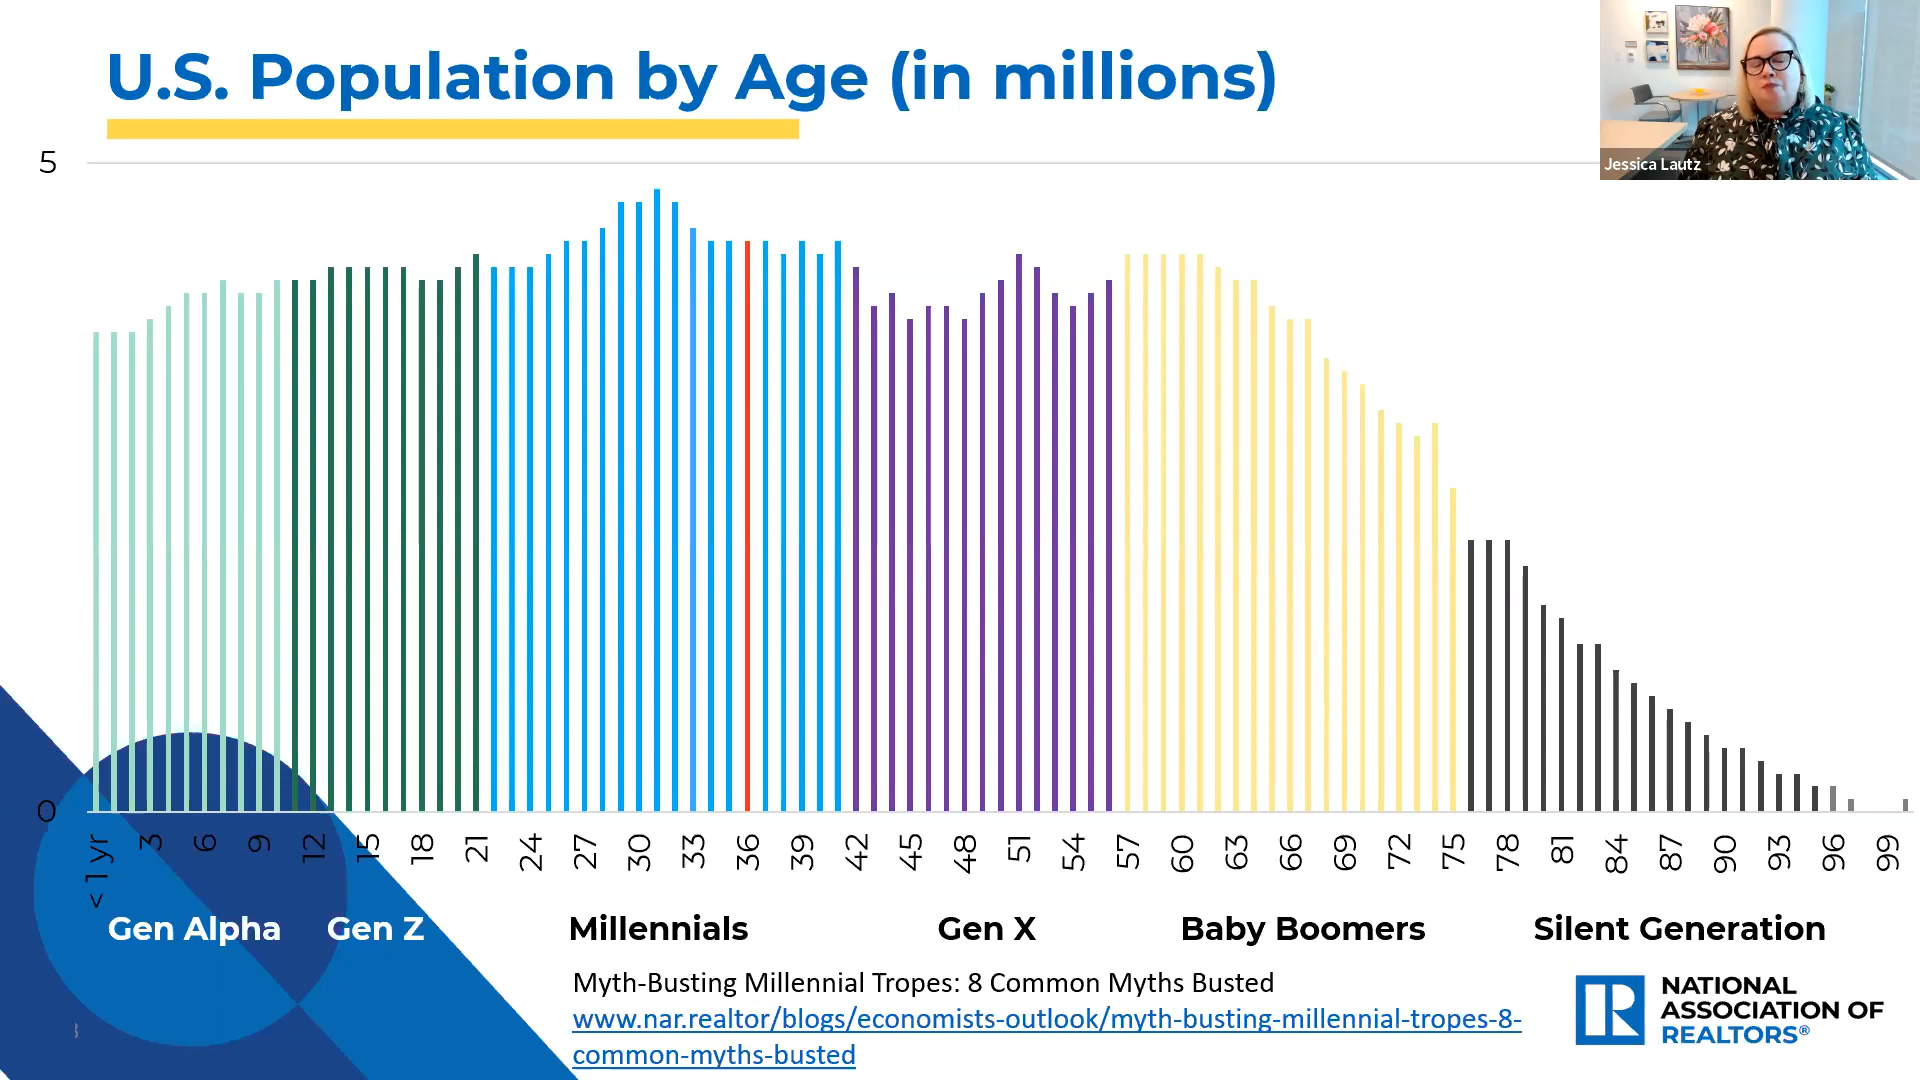 U.S. Population by Age (in millions)
Jessica Lautz
5
0
<1 yr 3 6 9 12 15 18 21 24 27 30 33 36 39 42 45 48 51 54 57 60 63 66 69 72 75 78 81 84 87 90 93 96 99
Gen Alpha Gen Z Millennials Gen X Baby Boomers Silent Generation
Myth-Busting Millennial Tropes: 8 Common Myths Busted
www.nar.realtor/blogs/economists-outlook/myth-busting-millennial-tropes-8-
common-myths-busted
NATIONAL
ASSOCIATION OF
REALTORS®